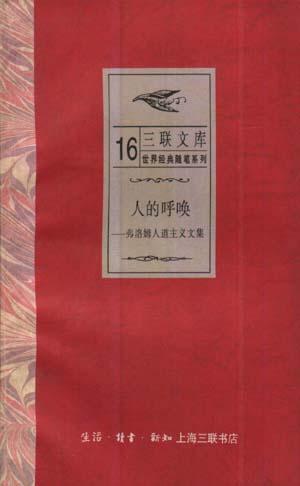 16
三联文库
世界经典随笔系列
人的呼唤
——弗洛姆人道主义文集
生活·读书·新知 上海三联书店